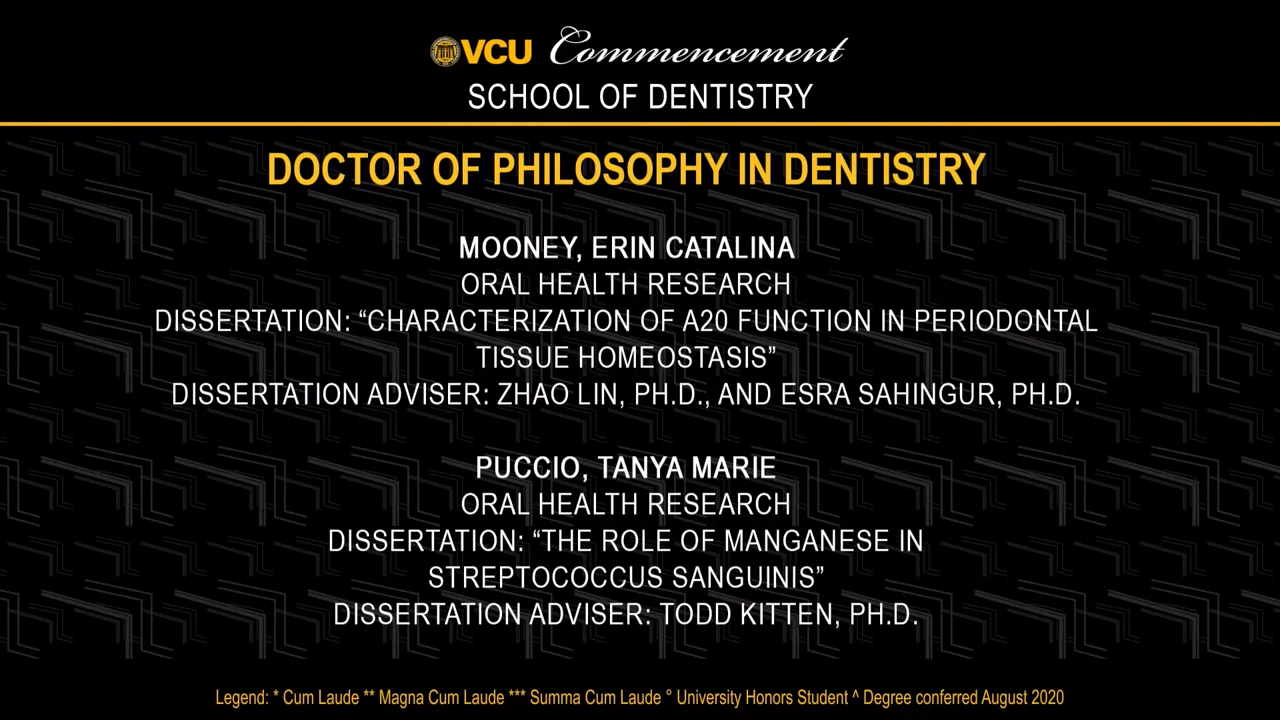 VCU Commencement
SCHOOL OF DENTISTRY
DOCTOR OF PHILOSOPHY IN DENTISTRY
MOONEY, ERIN CATALINA
ORAL HEALTH RESEARCH
DISSERTATION: “CHARACTERIZATION OF A20 FUNCTION IN PERIODONTAL
TISSUE HOMEOSTASIS”
DISSERTATION ADVISER: ZHAO LIN, PH.D., AND ESRA SAHINGUR, PH.D.
PUCCIO, TANYA MARIE
ORAL HEALTH RESEARCH
DISSERTATION: “THE ROLE OF MANGANESE IN
STREPTOCOCCUS SANGUINIS”
DISSERTATION ADVISER: TODD KITTEN, PH.D.
Legend: * Cum Laude ** Magna Cum Laude *** Summa Cum Laude ° University Honors Student ^ Degree conferred August 2020